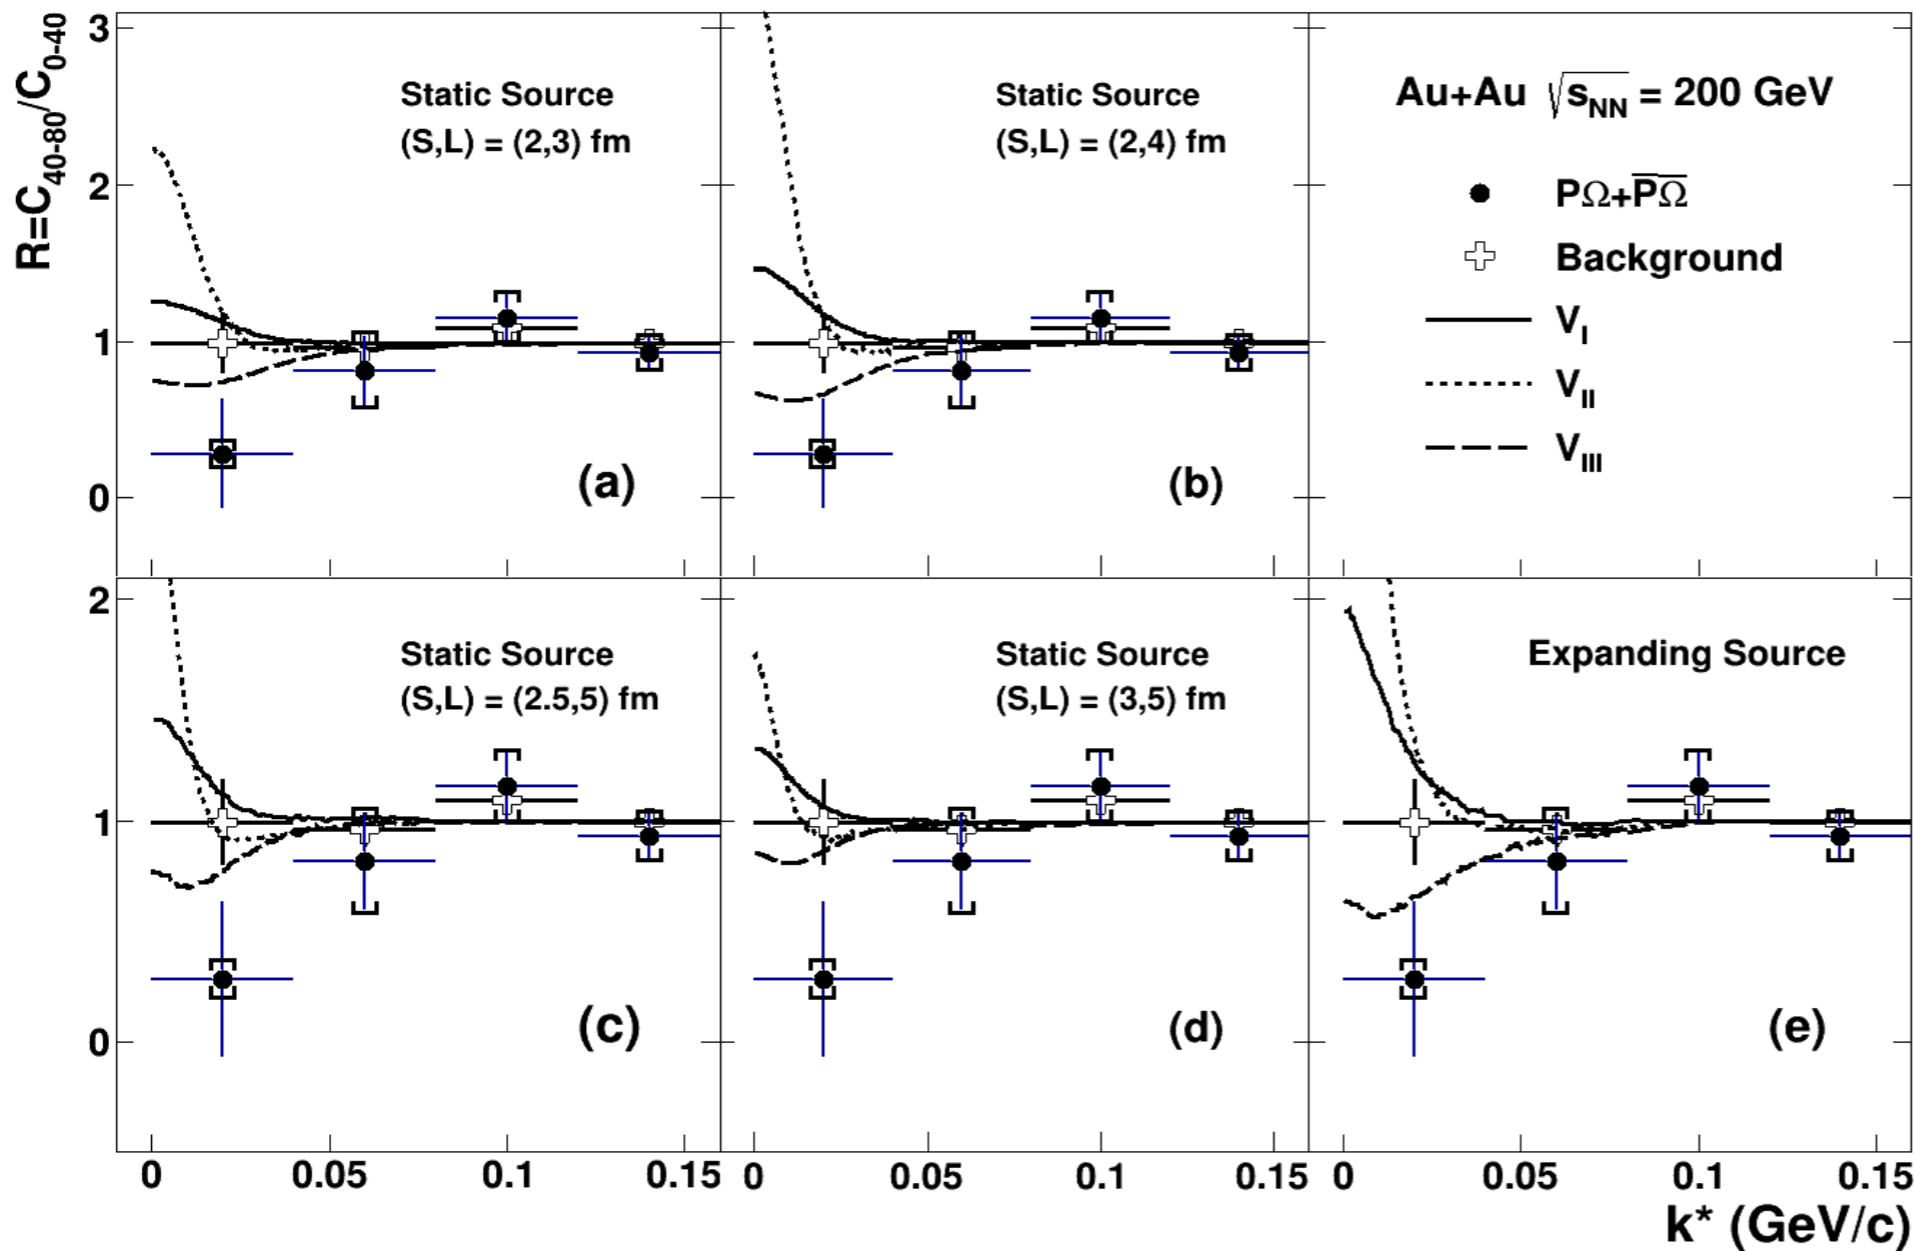 R=C40-80/C0-40
3
2
1
0
Static Source
(S,L) = (2,3) fm
(a)
Static Source
(S,L) = (2,4) fm
(b)
Au+Au √sNN = 200 GeV
PΩ+P̅Ω̅
Background
VI
VII
VIII
2
1
0
Static Source
(S,L) = (2.5,5) fm
(c)
Static Source
(S,L) = (3,5) fm
(d)
Expanding Source
(e)
0 0.05 0.1 0.15
0 0.05 0.1 0.15
0 0.05 0.1 0.15
k* (GeV/c)